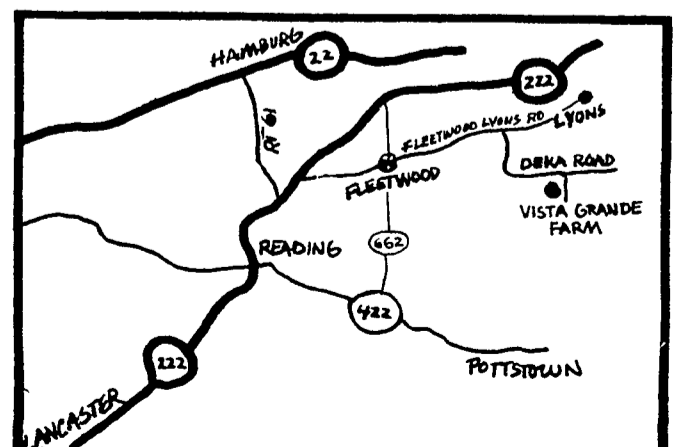 HAMBURG
22
222
RT 61
FLEETWOOD LYONS RD
LYONS
FLEETWOOD
DEKA ROAD
VISTA GRANDE
FARM
662
READING
422
222
POTTSTOWN
LANCASTER